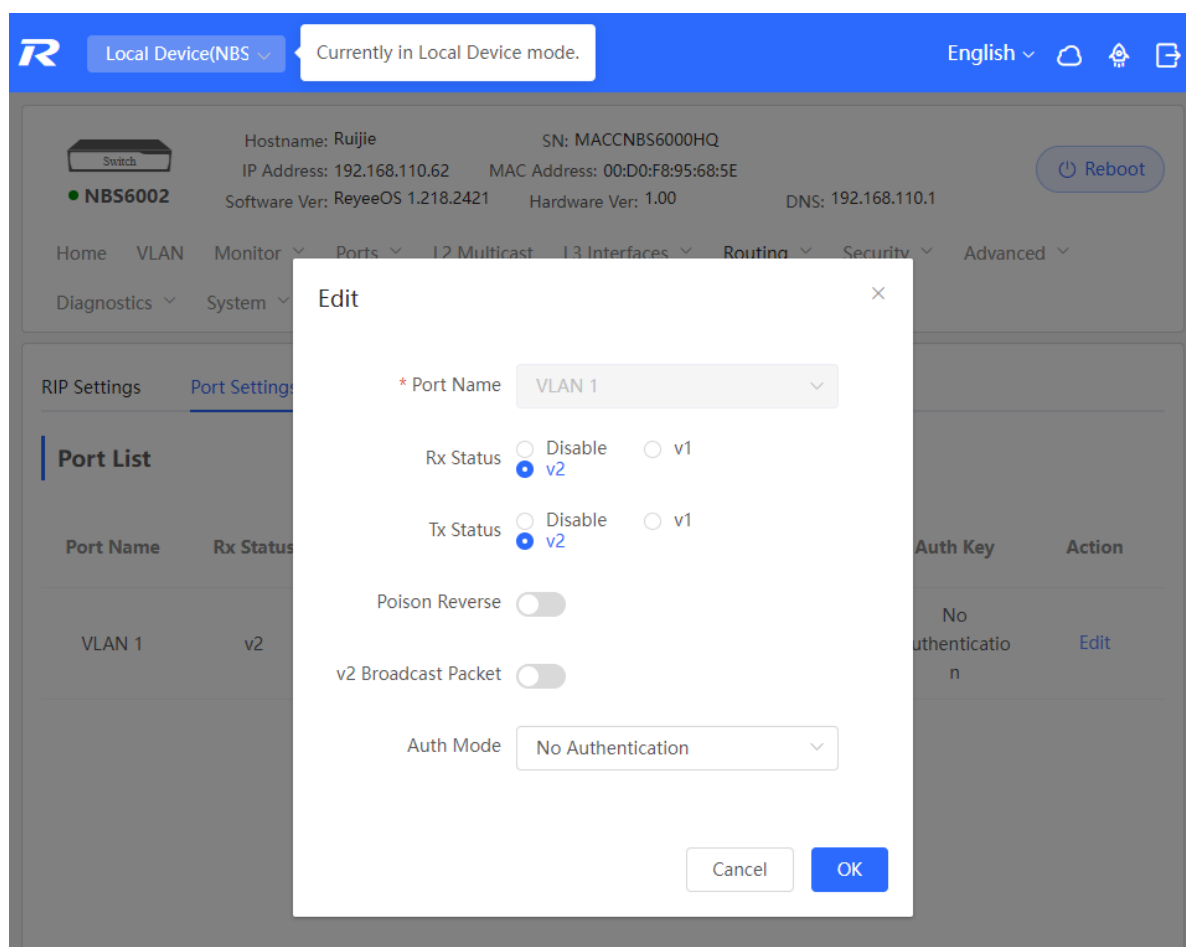 Local Device(NBS
Currently in Local Device mode.
English
Switch
NBS6002
Hostname: Ruijie
SN: MACCNBS6000HQ
IP Address: 192.168.110.62
MAC Address: 00:D0:F8:95:68:5E
Software Ver: ReyeeOS 1.218.2421
Hardware Ver: 1.00
DNS: 192.168.110.1
Reboot
Home VLAN Monitor Ports L2 Multicast L3 Interfaces Routing Security Advanced
Diagnostics System
RIP Settings Port Settings
Port List
Port Name Rx Status Auth Key Action
VLAN 1 v2 No
uthenticatio
n
Edit
Edit
* Port Name VLAN 1
Rx Status Disable v1
v2
Tx Status Disable v1
v2
Poison Reverse
v2 Broadcast Packet
Auth Mode No Authentication
Cancel OK